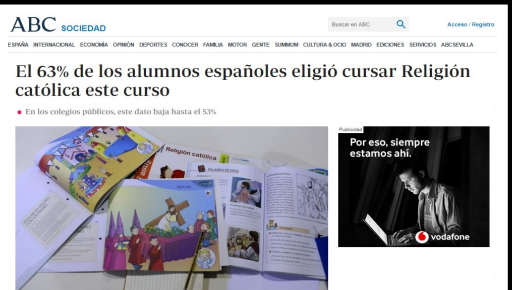 ABC SOCIEDAD
Buscar en ABC
Acceso / Registro
ESPAÑA INTERNACIONAL ECONOMÍA OPINIÓN DEPORTES CONOCER FAMILIA MOTOR GENTE SUMMUM CULTURA & OCIO MADRID EDICIONES SERVICIOS ABCSEVILLA
El 63% de los alumnos españoles eligió cursar Religión
católica este curso
En los colegios públicos, este dato baja hasta el 53%
Publicidad
Por eso, siempre
estamos ahí.
Religión católica
vodafone